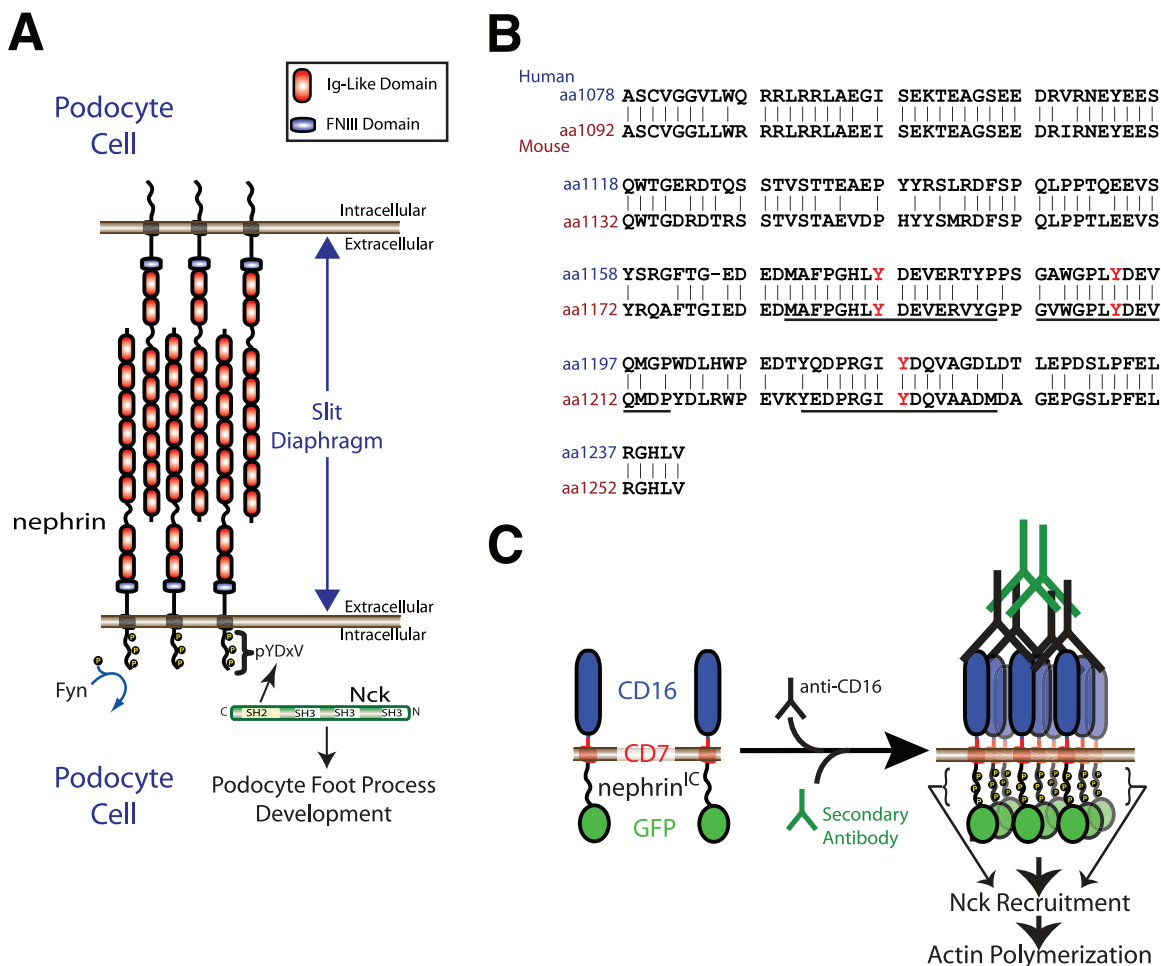 A
Ig-Like Domain
FNIII Domain
Podocyte
Cell
Intracellular
Extracellular
Slit
Diaphragm
nephrin
Extracellular
Intracellular
P P P
P P P
P P P
pYDxV
P
Fyn
Nck
C SH2 SH3 SH3 SH3 N
Podocyte
Cell
Podocyte Foot Process
Development
B
Human
aa1078 ASCVGGVLWQ RRLRRLAEGI SEKTEAGSEE DRVRNEYEES
aa1092 ASCVGGLLWR RRLRRLAEEI SEKTEAGSEE DRIRNEYEES
Mouse
aa1118 QWTGERDTQS STVSTTEAEP YYRSLRDFSP QLPPTQEEVS
aa1132 QWTGDRDTRS STVSTAEVDP HYYSMRDFSP QLPPTLEEVS
aa1158 YSRGFTG-ED EDMAFPGHLY DEVERTYPPS GAWGPLYDEV
aa1172 YRQAFTGIED EDMAFPGHLY DEVERVYGPP GVWGPLYDEV
aa1197 QMGPWDLHWP EDTYQDPRGI YDQVAGDLDT LEPDSLPFEL
aa1212 QMDPYDLRWP EVKYEDPRGI YDQVAADMDA GEPGSLPFEL
aa1237 RGHLV
aa1252 RGHLV
C
CD16
CD7
nephrinIC
GFP
anti-CD16
Secondary
Antibody
Nck Recruitment
Actin Polymerization